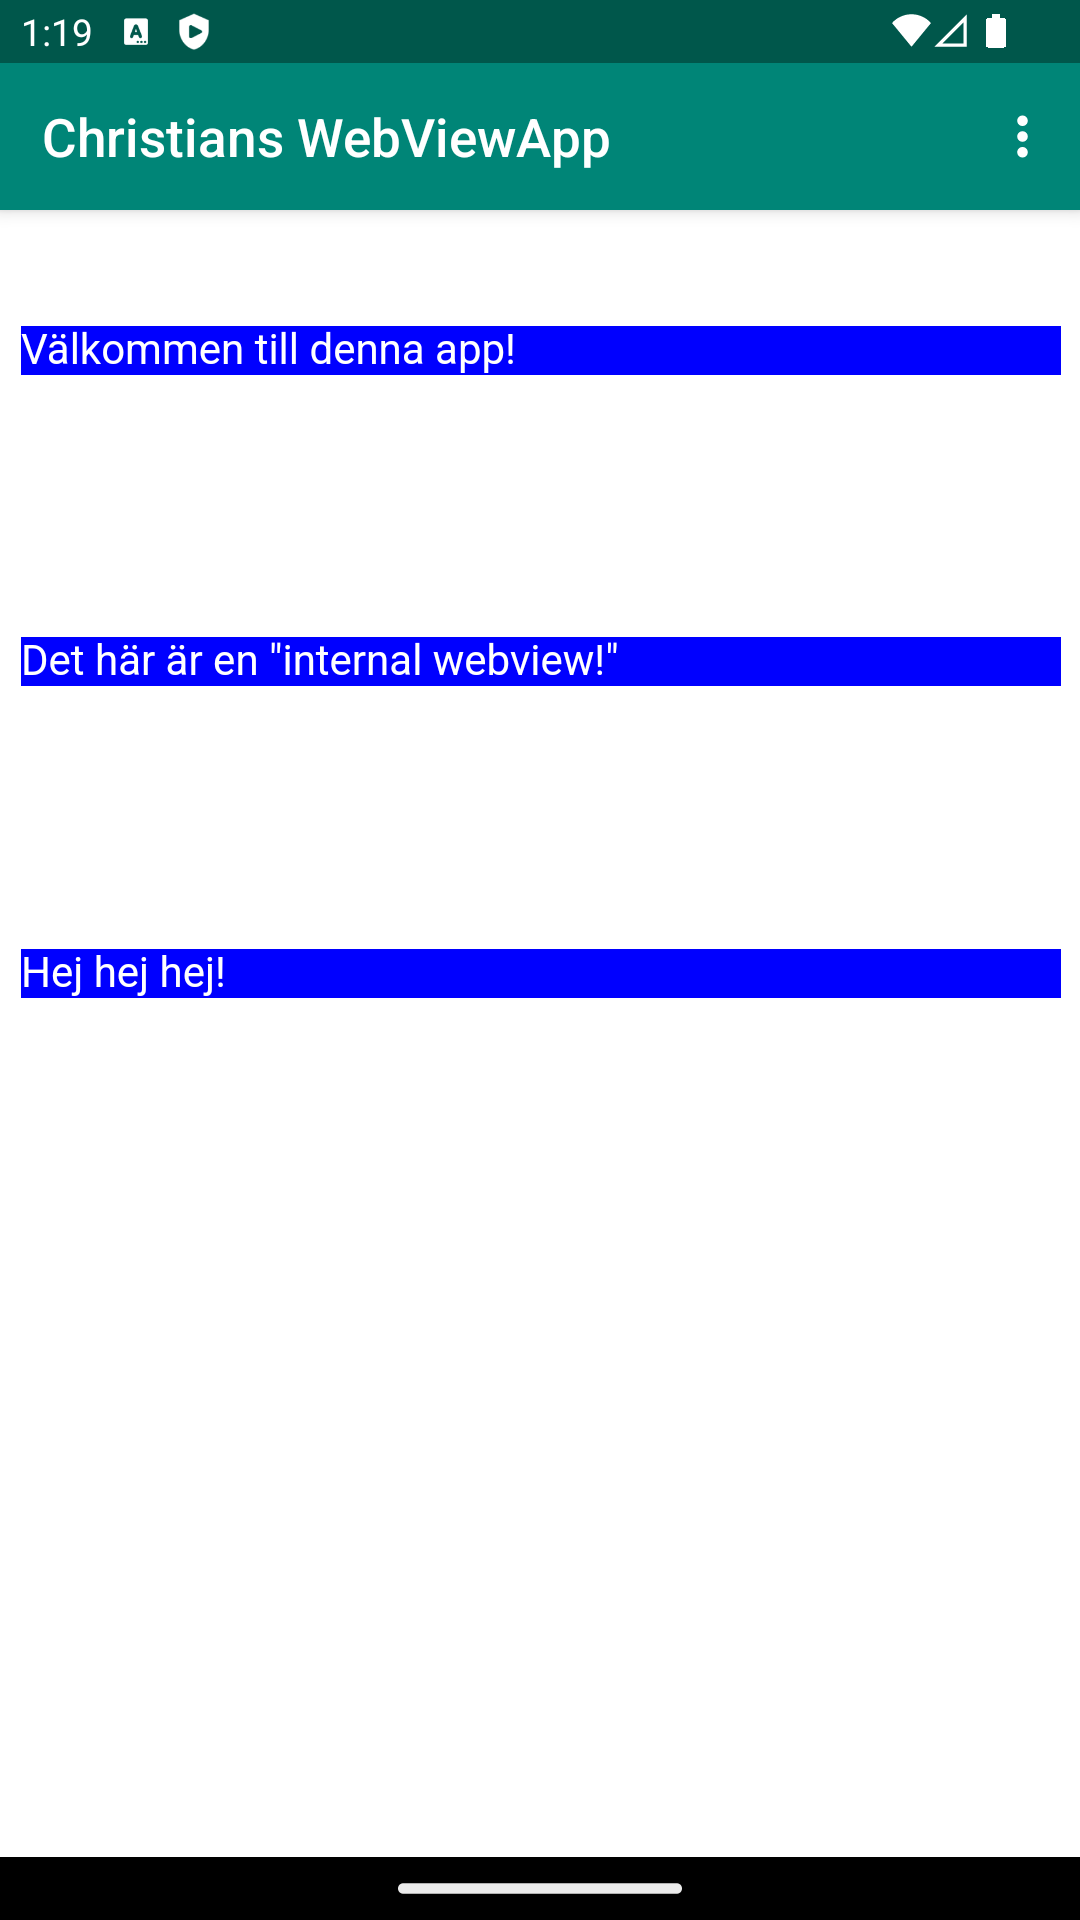 1:19
Christians WebViewApp
Välkommen till denna app!
Det här är en "internal webview!"
Hej hej hej!